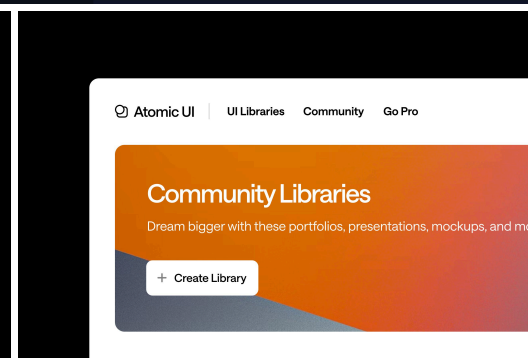 Atomic UI
UI Libraries Community Go Pro
Community Libraries
Dream bigger with these portfolios, presentations, mockups, and
+ Create Library